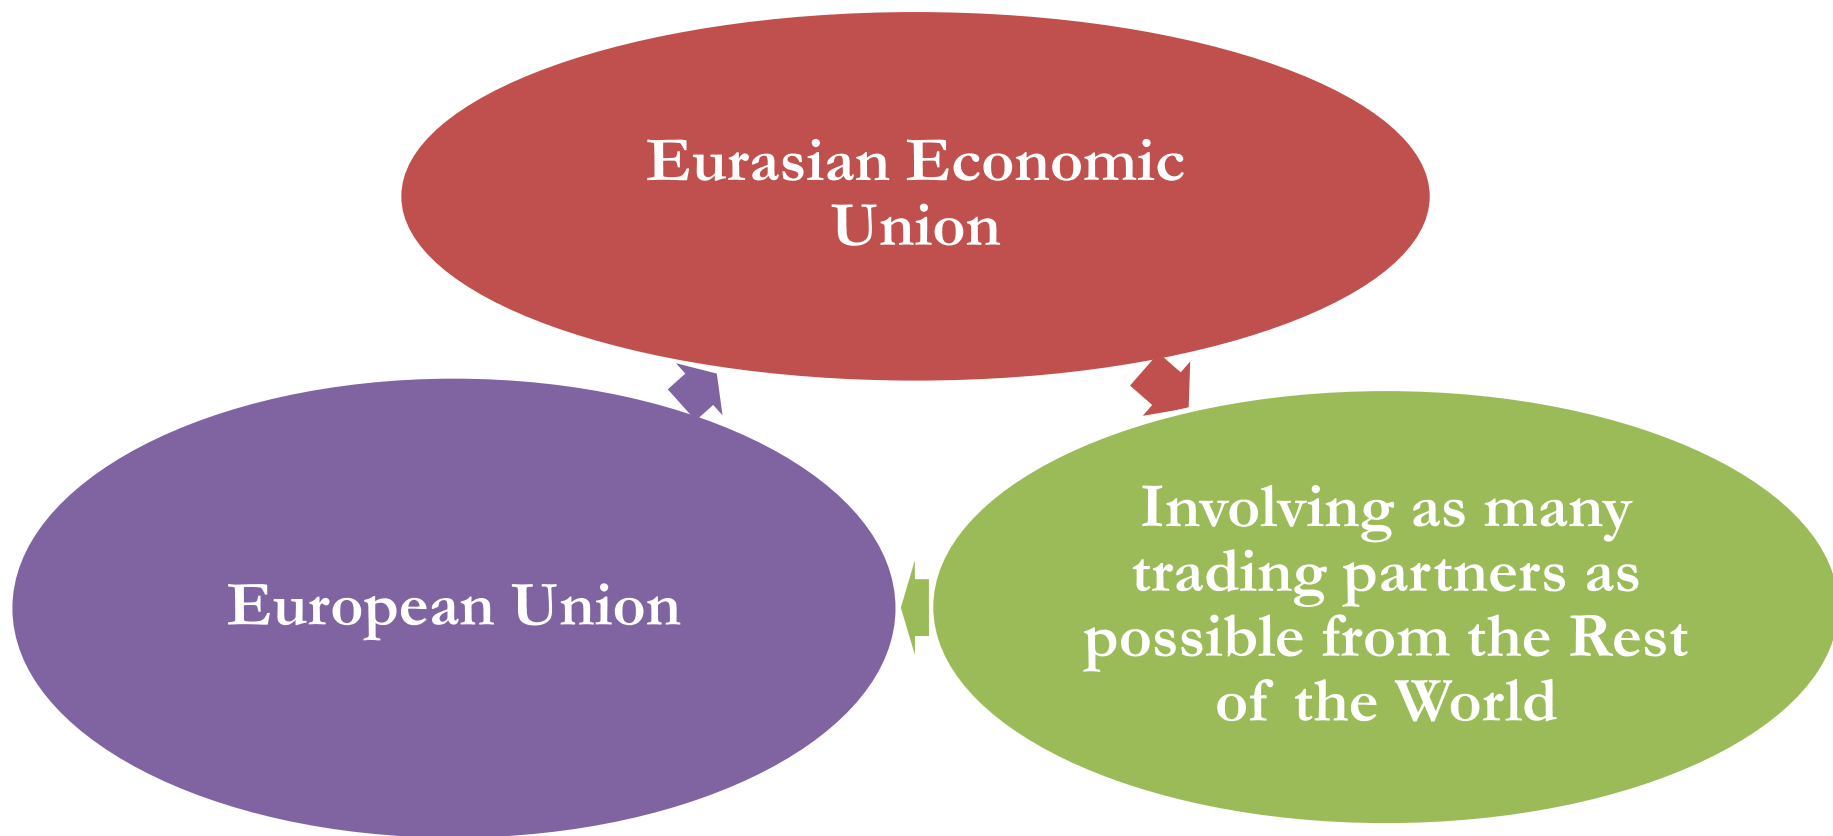 Eurasian Economic
Union
European Union
Involving as many
trading partners as
possible from the Rest
of the World